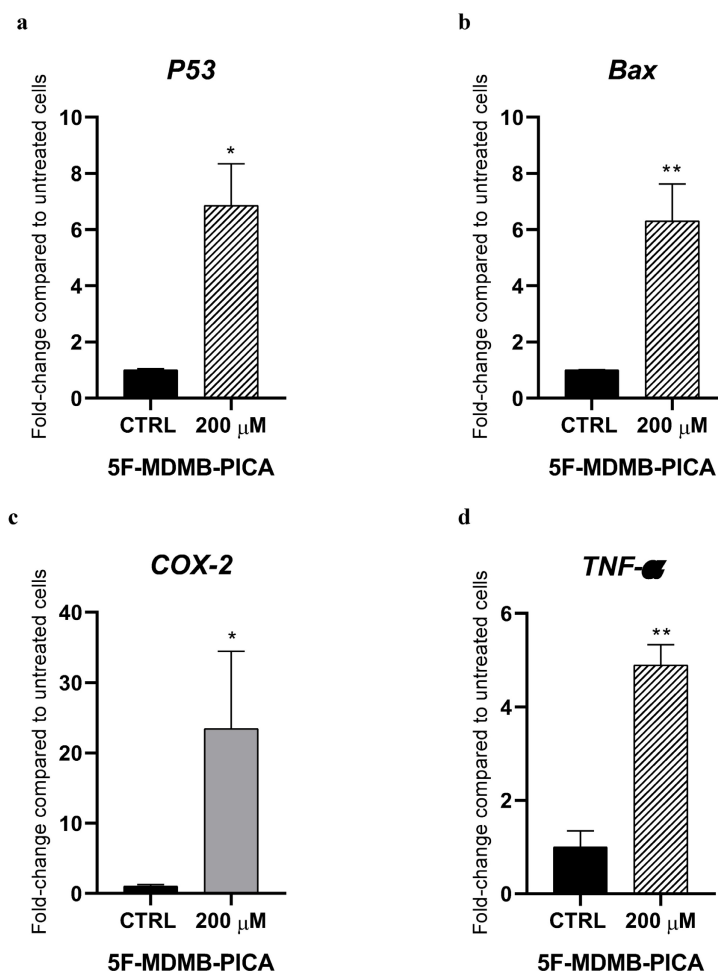 a
P53
Fold-change compared to untreated cells
10
8
6
4
2
0
*
CTRL 200 µM
5F-MDMB-PICA
b
Bax
Fold-change compared to untreated cells
10
8
6
4
2
0
**
CTRL 200 µM
5F-MDMB-PICA
c
COX-2
Fold-change compared to untreated cells
40
30
20
10
0
*
CTRL 200 µM
5F-MDMB-PICA
d
TNF-
Fold-change compared to untreated cells
6
4
2
0
**
CTRL 200 µM
5F-MDMB-PICA